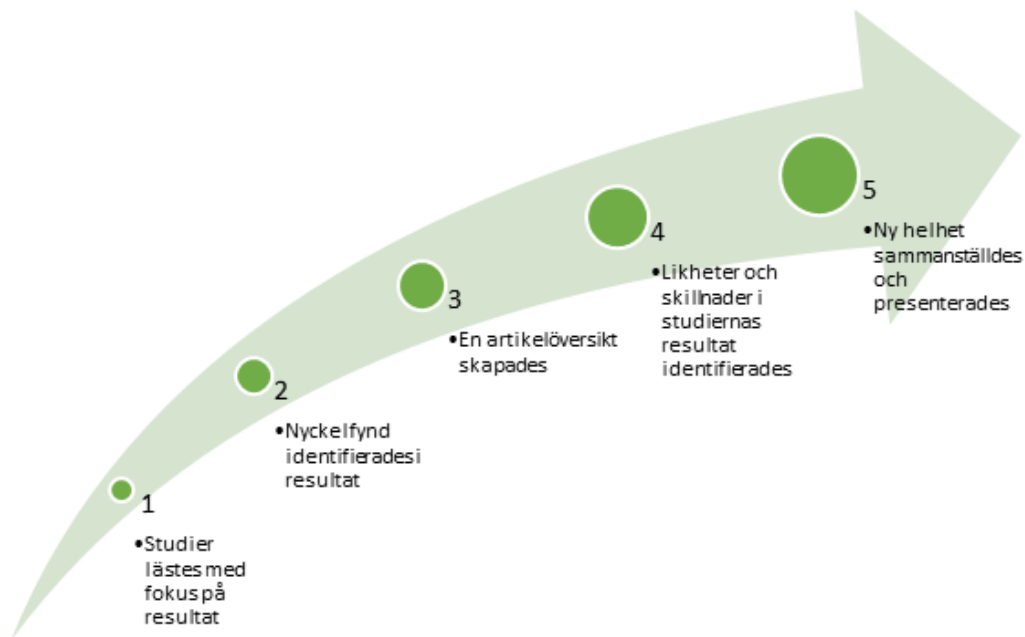 1
•Studier
lästes med
fokus på
resultat
2
•Nyckelfynd
identifierades i
resultat
3
•En artikelöversikt
skapades
4
•Likheter och
skillnader i
studiernas
resultat
identifierades
5
•Ny helhet
sammanställdes
och
presenterades